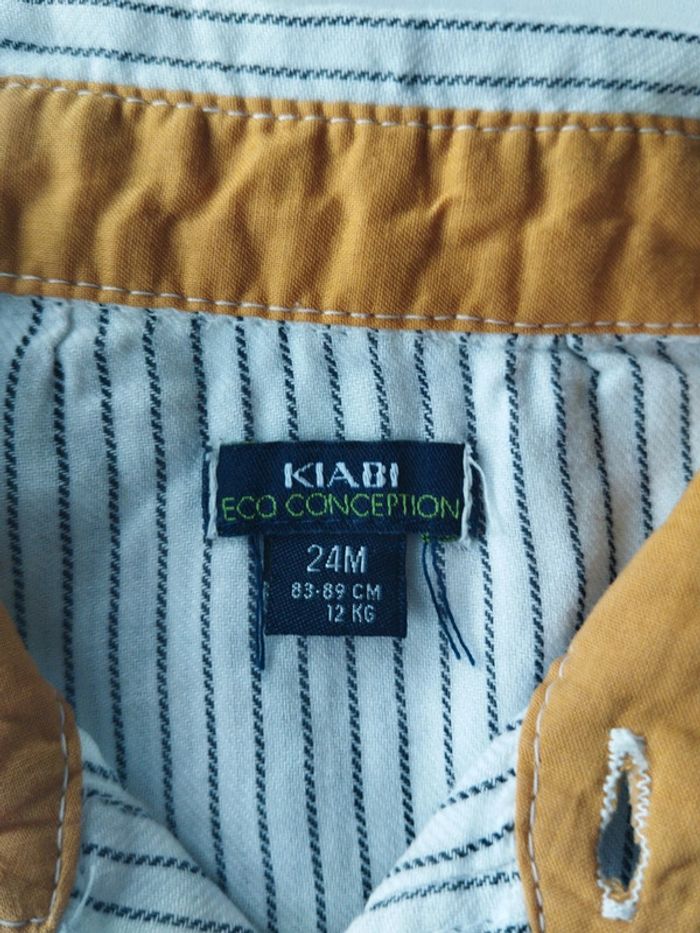 KIABI
ECO CONCEPTION
24M
83-89 CM
12 KG